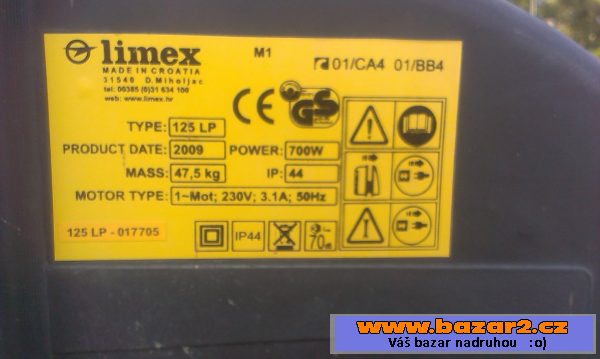 limex
M1
01/CA4 01/BB4
MADE IN CROATIA
31540 D.Miholjac
tel: 00385 (0)31 634 100
web: www.limex.hr
CE
GS
TYPE: 125 LP
PRODUCT DATE: 2009 POWER: 700W
MASS: 47,5 kg IP: 44
MOTOR TYPE: 1~Mot; 230V; 3.1A; 50Hz
125 LP - 017705
IP44
70 dB
www.bazar2.cz
Váš bazar nadruhou :o)